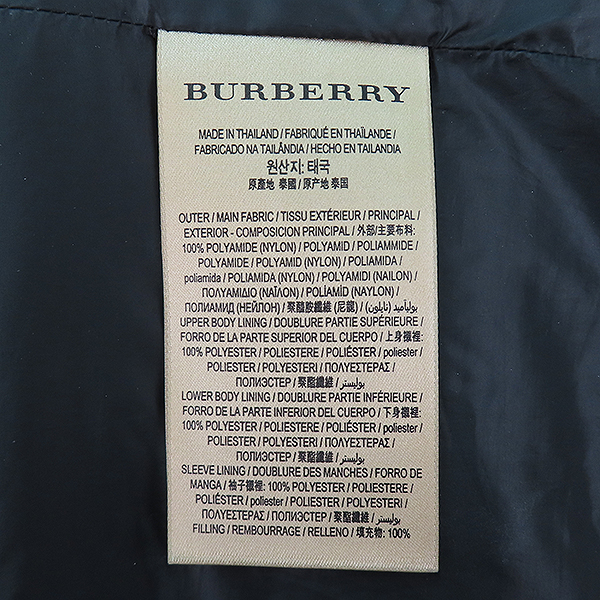 BURBERRY
MADE IN THAILAND / FABRIQUÉ EN THAÏLANDE /
FABRICADO NA TAILÂNDIA / HECHO EN TAILANDIA
원산지: 태국
原產地 泰國 / 原产地 泰国
OUTER / MAIN FABRIC / TISSU EXTÉRIEUR / PRINCIPAL /
EXTERIOR - COMPOSICION PRINCIPAL / 外部/主要布料:
100% POLYAMIDE (NYLON) / POLYAMID / POLIAMMIDE /
POLYAMIDE / POLYAMID (NYLON) / POLIAMIDA /
poliamida / POLIAMIDA (NYLON) / POLYAMIDI (NAILON) /
ΠΟΛΥΑΜΙΔΙΟ (ΝΑΪΛΟΝ) / POLİAMİD (NAYLON) /
ПОЛИАМИД (НЕЙЛОН) / 聚醯胺纖維 (尼龍) / بولياميد (نايلون) /
UPPER BODY LINING / DOUBLURE PARTIE SUPÉRIEURE /
FORRO DE LA PARTE SUPERIOR DEL CUERPO / 上身襯裡:
100% POLYESTER / POLIESTERE / POLIÉSTER / poliester /
POLIESTER / POLYESTERI / ΠΟΛΥΕΣΤΕΡΑΣ /
ПОЛИЭСТЕР / 聚酯纖維 / بوليستر /
LOWER BODY LINING / DOUBLURE PARTIE INFÉRIEURE /
FORRO DE LA PARTE INFERIOR DEL CUERPO / 下身襯裡:
100% POLYESTER / POLIESTERE / POLIÉSTER / poliester /
POLIESTER / POLYESTERI / ΠΟΛΥΕΣΤΕΡΑΣ /
ПОЛИЭСТЕР / 聚酯纖維 / بوليستر /
SLEEVE LINING / DOUBLURE DES MANCHES / FORRO DE
MANGA / 袖子襯裡: 100% POLYESTER / POLIESTERE /
POLIÉSTER / poliester / POLIESTER / POLYESTERI /
ΠΟΛΥΕΣΤΕΡΑΣ / ПОЛИЭСТЕР / 聚酯纖維 / بوليستر /
FILLING / REMBOURRAGE / RELLENO / 填充物: 100%